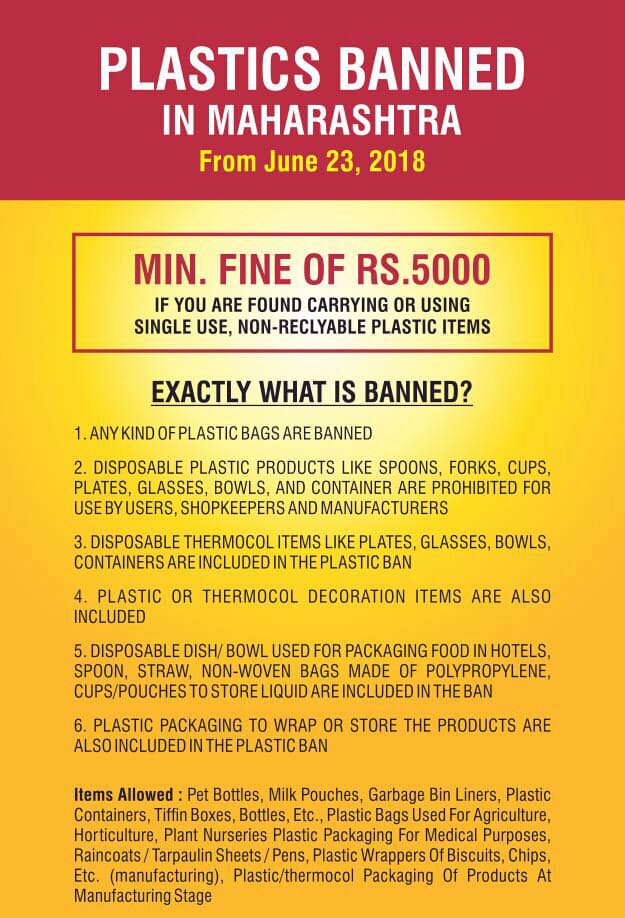 PLASTICS BANNED
IN MAHARASHTRA
From June 23, 2018
MIN. FINE OF RS.5000
IF YOU ARE FOUND CARRYING OR USING
SINGLE USE, NON-RECLYABLE PLASTIC ITEMS
EXACTLY WHAT IS BANNED?
1. ANY KIND OF PLASTIC BAGS ARE BANNED
2. DISPOSABLE PLASTIC PRODUCTS LIKE SPOONS, FORKS, CUPS,
PLATES, GLASSES, BOWLS, AND CONTAINER ARE PROHIBITED FOR
USE BY USERS, SHOPKEEPERS AND MANUFACTURERS
3. DISPOSABLE THERMOCOL ITEMS LIKE PLATES, GLASSES, BOWLS,
CONTAINERS ARE INCLUDED IN THE PLASTIC BAN
4. PLASTIC OR THERMOCOL DECORATION ITEMS ARE ALSO
INCLUDED
5. DISPOSABLE DISH/ BOWL USED FOR PACKAGING FOOD IN HOTELS,
SPOON, STRAW, NON-WOVEN BAGS MADE OF POLYPROPYLENE,
CUPS/POUCHES TO STORE LIQUID ARE INCLUDED IN THE BAN
6. PLASTIC PACKAGING TO WRAP OR STORE THE PRODUCTS ARE
ALSO INCLUDED IN THE PLASTIC BAN
Items Allowed : Pet Bottles, Milk Pouches, Garbage Bin Liners, Plastic
Containers, Tiffin Boxes, Bottles, Etc., Plastic Bags Used For Agriculture,
Horticulture, Plant Nurseries Plastic Packaging For Medical Purposes,
Raincoats / Tarpaulin Sheets / Pens, Plastic Wrappers Of Biscuits, Chips,
Etc. (manufacturing), Plastic/thermocol Packaging Of Products At
Manufacturing Stage